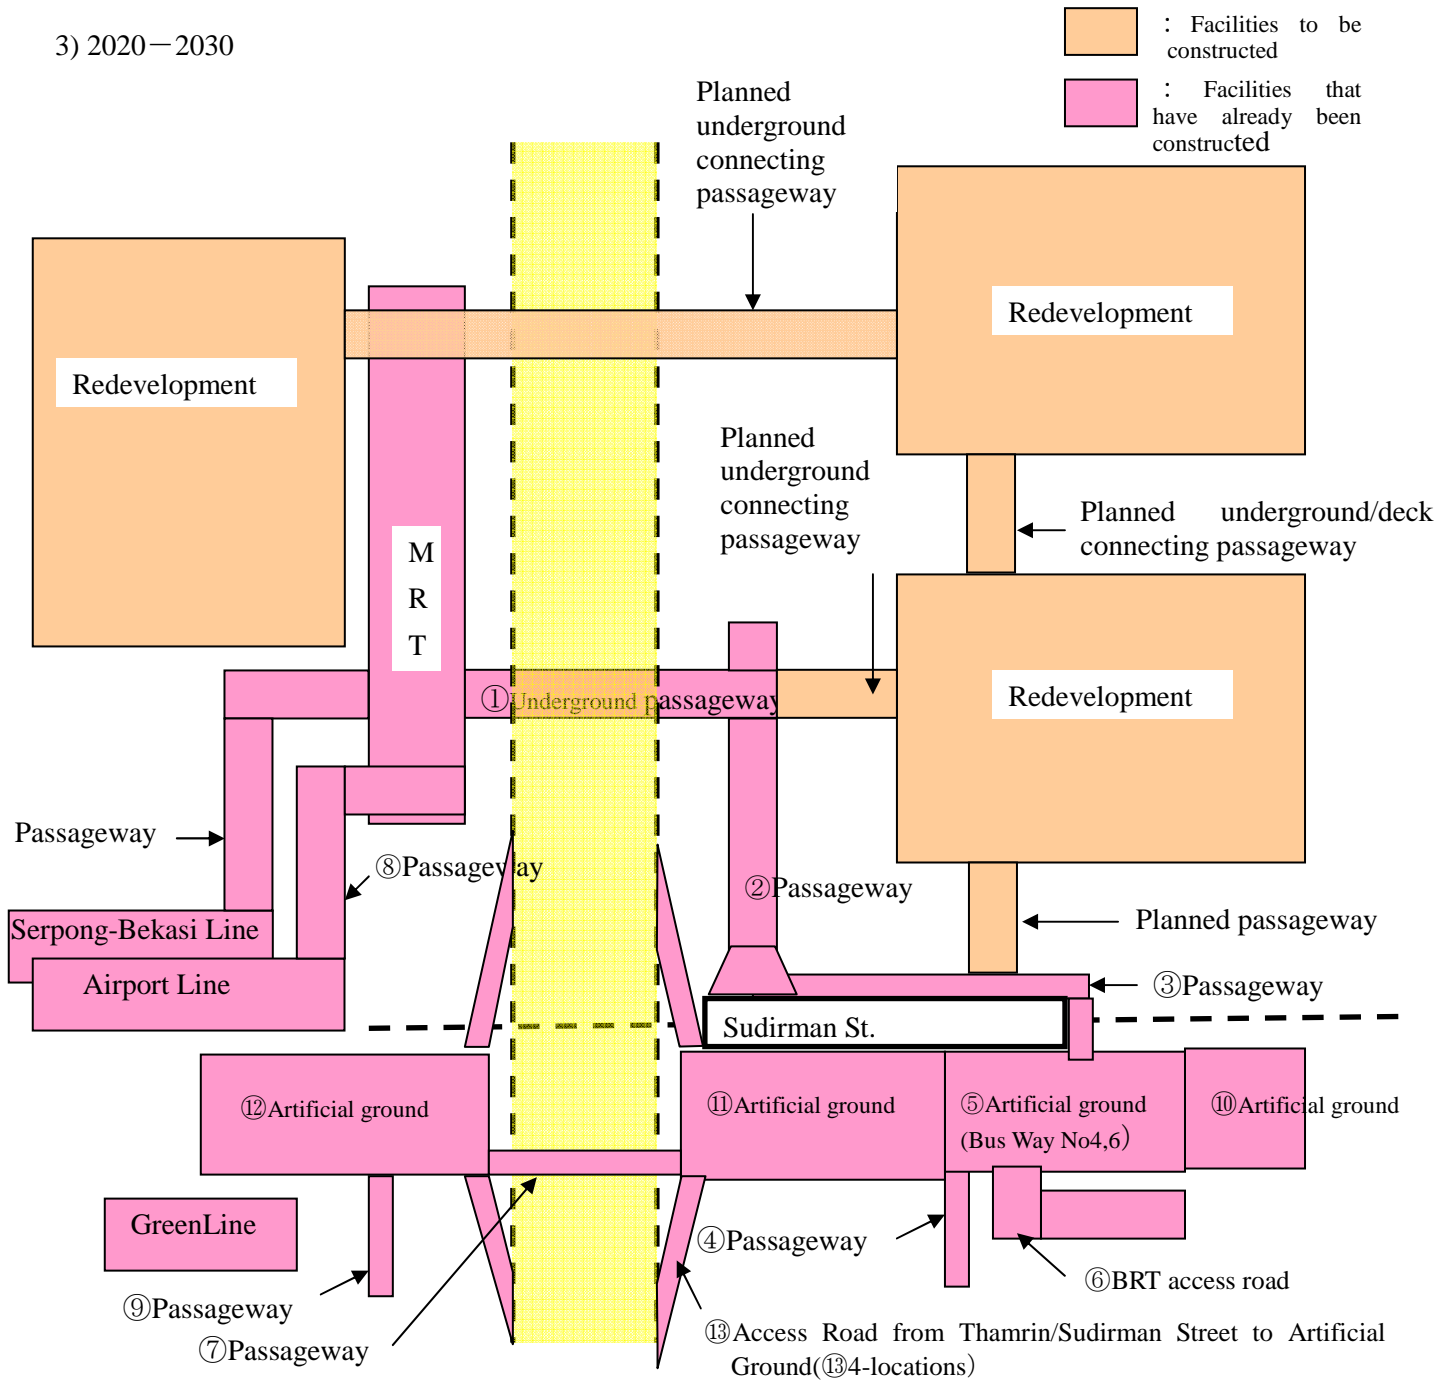 3) 2020－2030
： Facilities to be
constructed
： Facilities that
have already been
constructed
Planned
underground
connecting
passageway
Redevelopment
Redevelopment
Planned
underground
connecting
passageway
Planned underground/deck
connecting passageway
M
R
T
①Underground passageway
Redevelopment
Passageway
⑧Passageway
②Passageway
Planned passageway
Serpong-Bekasi Line
Airport Line
③Passageway
Sudirman St.
⑫Artificial ground
⑪Artificial ground
⑤Artificial ground
(Bus Way No4,6）
⑩Artificial ground
GreenLine
④Passageway
⑥BRT access road
⑨Passageway
⑦Passageway
⑬Access Road from Thamrin/Sudirman Street to Artificial
Ground(⑬4-locations）